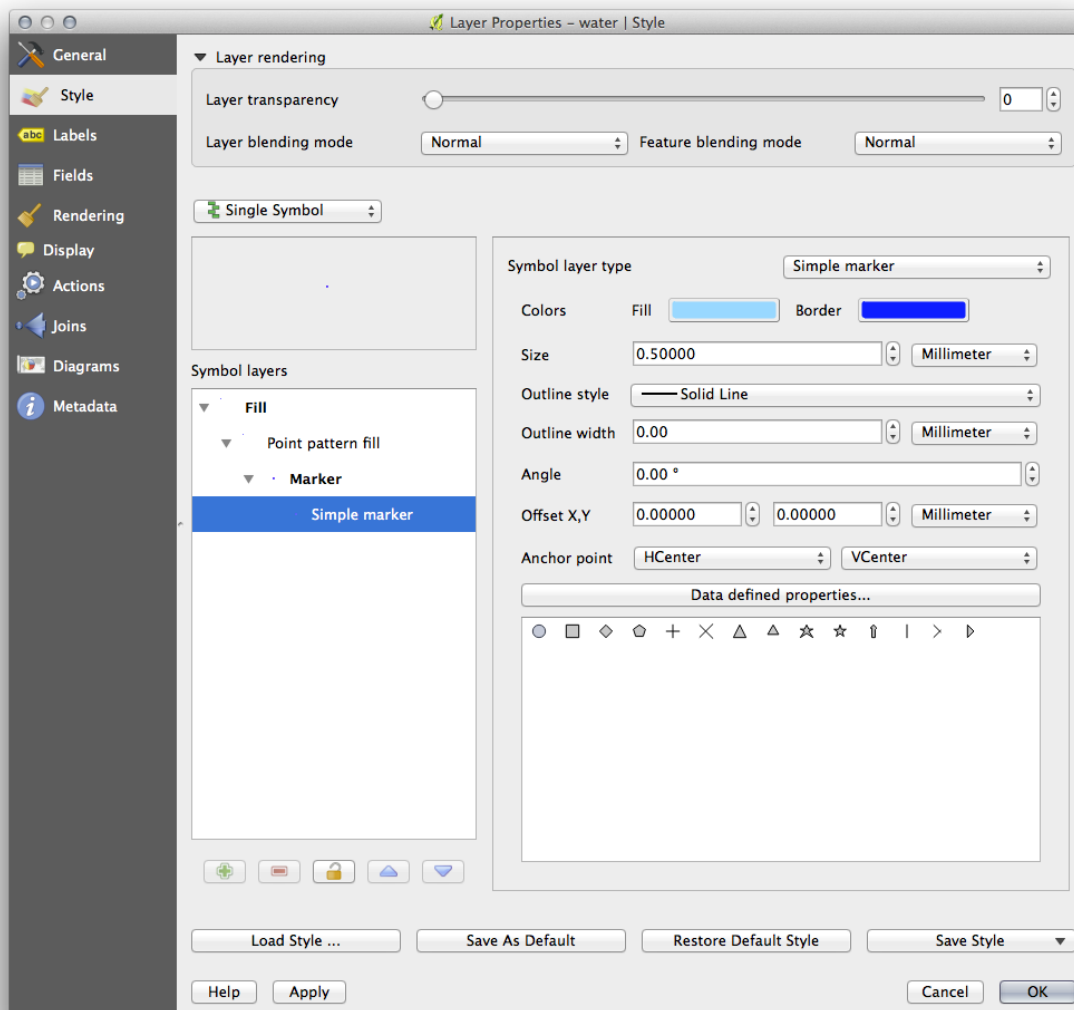 Layer Properties – water | Style
General
Style
abc Labels
Fields
Rendering
Display
Actions
Joins
Diagrams
Metadata
Layer rendering
Layer transparency 0
Layer blending mode Normal Feature blending mode Normal
Single Symbol
Symbol layers
Fill
Point pattern fill
Marker
Simple marker
Symbol layer type Simple marker
Colors Fill Border
Size 0.50000 Millimeter
Outline style Solid Line
Outline width 0.00 Millimeter
Angle 0.00 °
Offset X,Y 0.00000 0.00000 Millimeter
Anchor point HCenter VCenter
Data defined properties...
Load Style ... Save As Default Restore Default Style Save Style
Help Apply Cancel OK